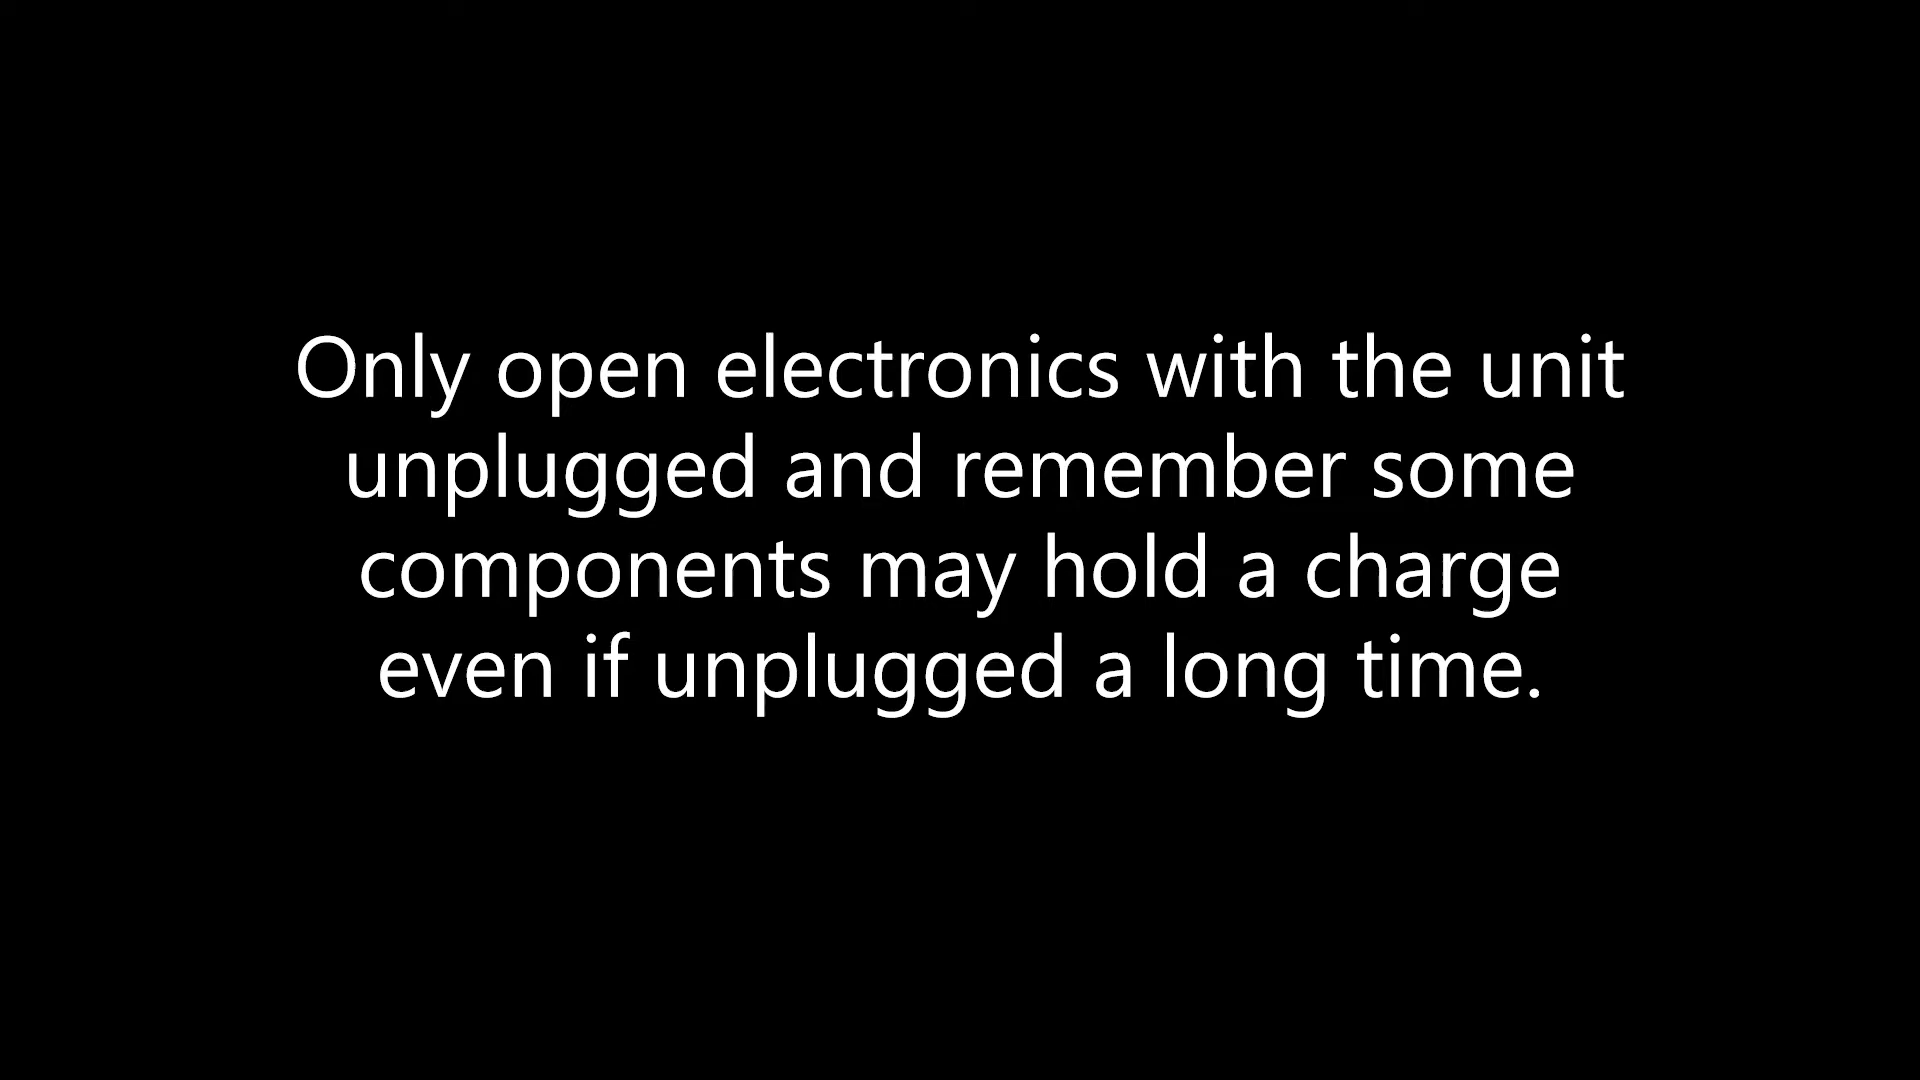 Only open electronics with the unit
unplugged and remember some
components may hold a charge
even if unplugged a long time.